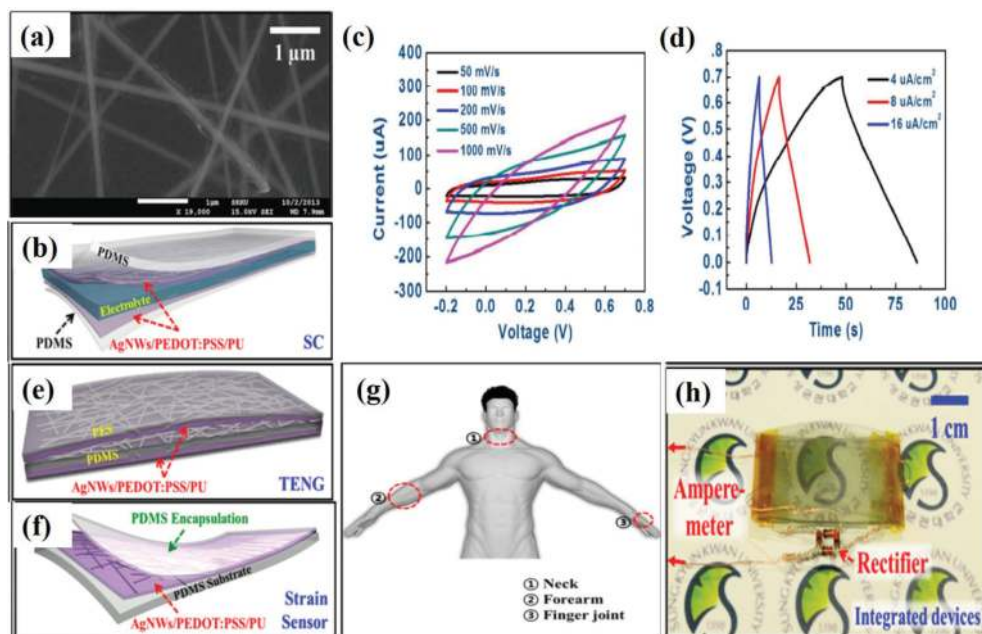 (a)
1 μm
1μm
SKKU
10/2/2013
X 10,000
15.0kV SEI
WD 7.9mm
(b)
PDMS
Electrolyte
PDMS
AgNWs/PEDOT:PSS/PU
SC
(c)
400
300
200
100
0
-100
-200
-300
Current (uA)
50 mV/s
100 mV/s
200 mV/s
500 mV/s
1000 mV/s
-0.2 0.0 0.2 0.4 0.6 0.8
Voltage (V)
(d)
.8
0.7
0.6
0.5
0.4
0.3
0.2
0.1
0.0
-0.1
Voltaege (V)
4 uA/cm²
8 uA/cm²
16 uA/cm²
0 25 50 75 100
Time (s)
(e)
PES
PDMS
AgNWs/PEDOT:PSS/PU
TENG
(f)
PDMS Encapsulation
PDMS Substrate
Strain
AgNWs/PEDOT:PSS/PU
Sensor
(g)
①
②
③
① Neck
② Forearm
③ Finger joint
(h)
1 cm
Ampere-
meter
Rectifier
Integrated devices